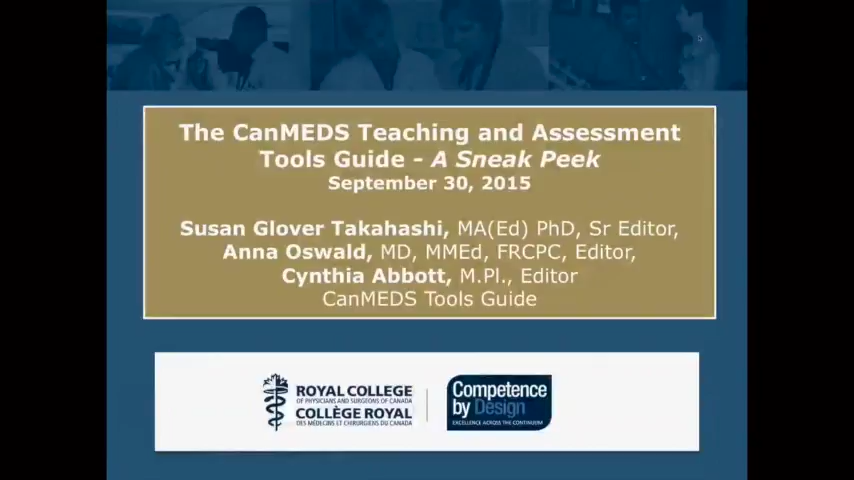 The CanMEDS Teaching and Assessment
Tools Guide - A Sneak Peek
September 30, 2015
Susan Glover Takahashi, MA(Ed) PhD, Sr Editor,
Anna Oswald, MD, MMEd, FRCPC, Editor,
Cynthia Abbott, M.Pl., Editor
CanMEDS Tools Guide
ROYAL COLLEGE
OF PHYSICIANS AND SURGEONS OF CANADA
COLLÈGE ROYAL
DES MÉDECINS ET CHIRURGIENS DU CANADA
Competence
by Design
EXCELLENCE ACROSS THE CONTINUUM